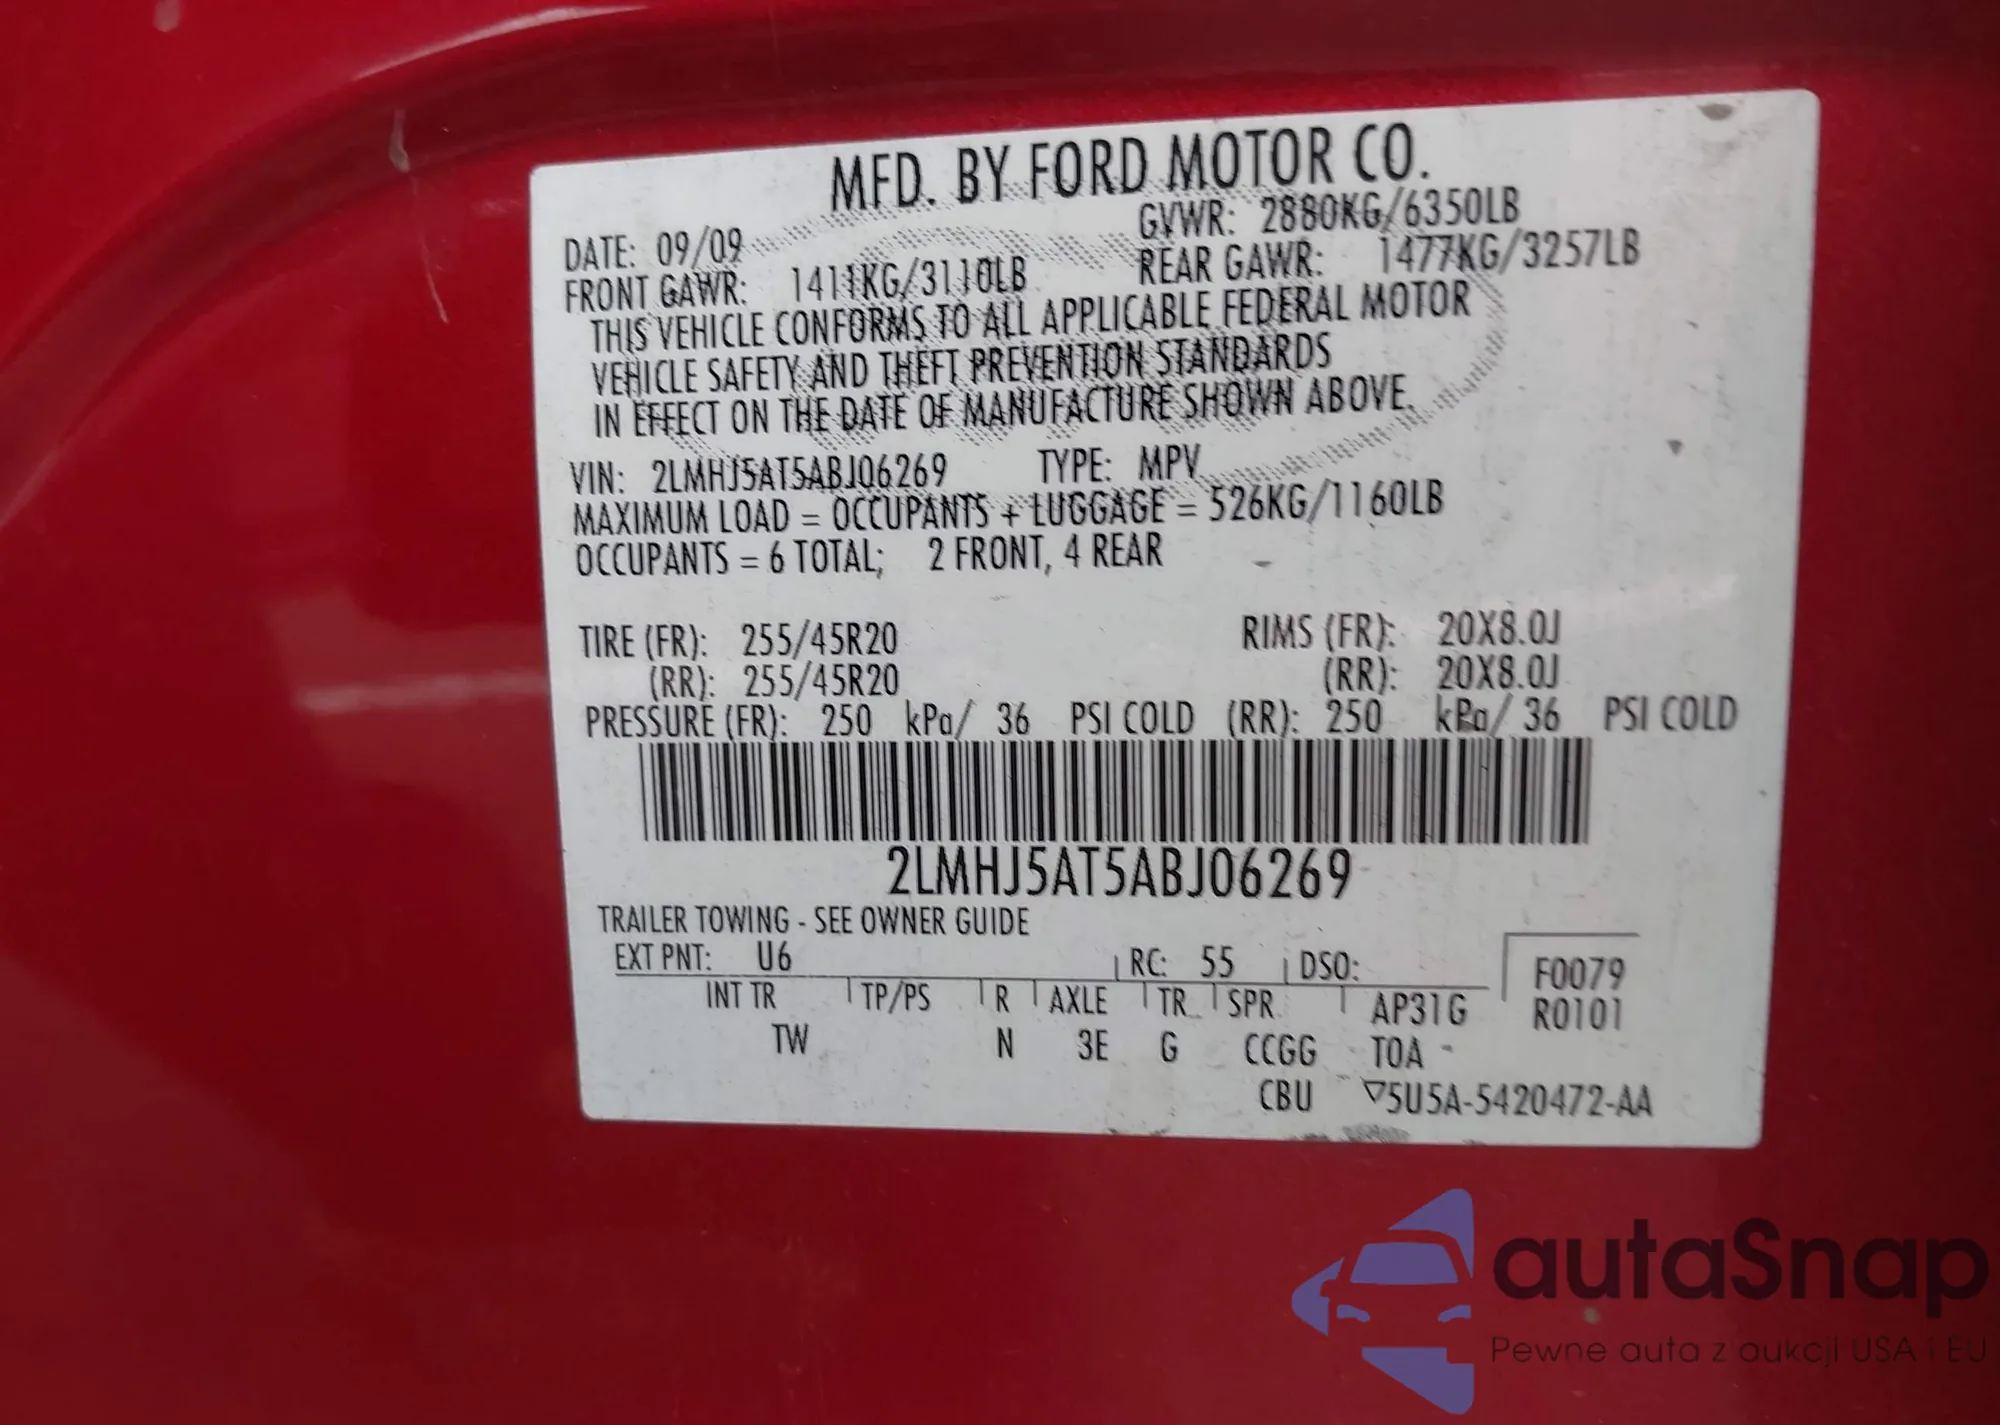 MFD. BY FORD MOTOR CO.
DATE: 09/09 GVWR: 2880KG/6350LB
FRONT GAWR: 1411KG/3110LB REAR GAWR: 1477KG/3257LB
THIS VEHICLE CONFORMS TO ALL APPLICABLE FEDERAL MOTOR
VEHICLE SAFETY AND THEFT PREVENTION STANDARDS
IN EFFECT ON THE DATE OF MANUFACTURE SHOWN ABOVE.
VIN: 2LMHJ5AT5ABJ06269 TYPE: MPV
MAXIMUM LOAD = OCCUPANTS + LUGGAGE = 526KG/1160LB
OCCUPANTS = 6 TOTAL; 2 FRONT, 4 REAR
TIRE (FR): 255/45R20 RIMS (FR): 20X8.0J
(RR): 255/45R20 (RR): 20X8.0J
PRESSURE (FR): 250 kPa/ 36 PSI COLD (RR): 250 kPa/ 36 PSI COLD
2LMHJ5AT5ABJ06269
TRAILER TOWING - SEE OWNER GUIDE
EXT PNT: U6 RC: 55 DSO: F0079
INT TR TP/PS R AXLE TR SPR AP31G R0101
TW N 3E G CCGG TOA -
CBU ▽5U5A-5420472-AA
autaSnap
Pewne auta z aukcji USA i EU